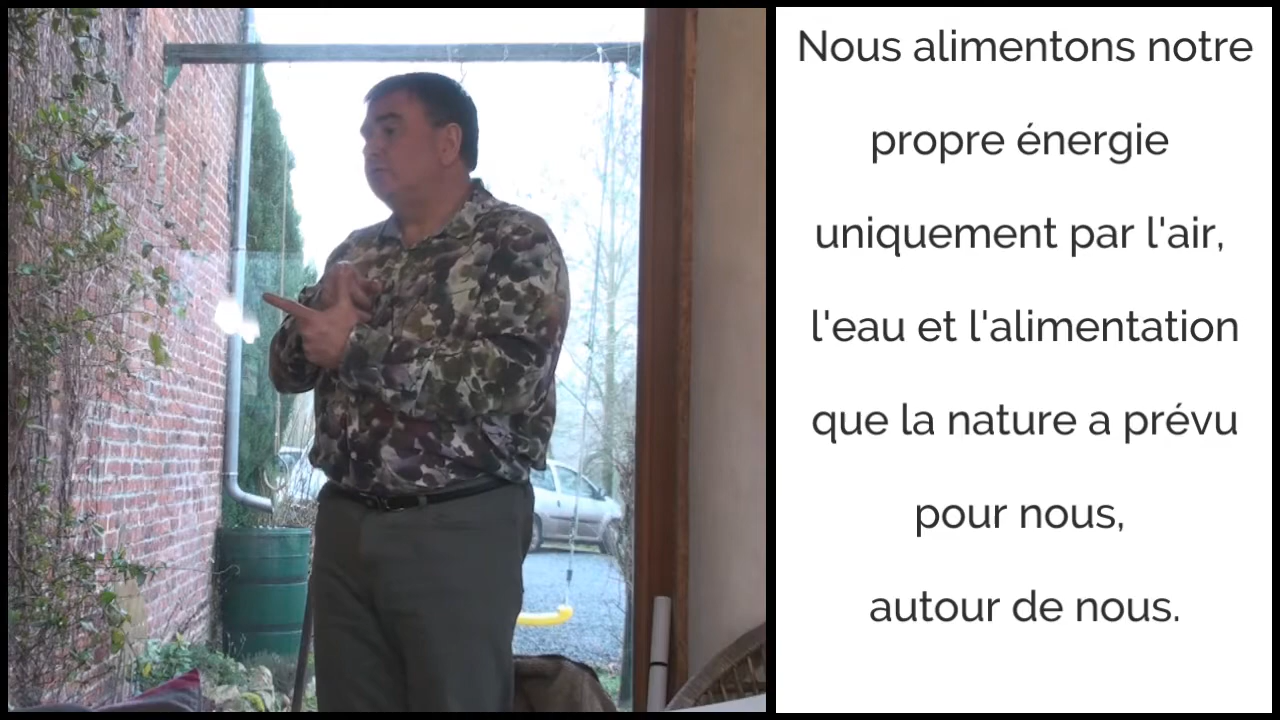 Nous alimentons notre
propre énergie
uniquement par l'air,
l'eau et l'alimentation
que la nature a prévu
pour nous,
autour de nous.